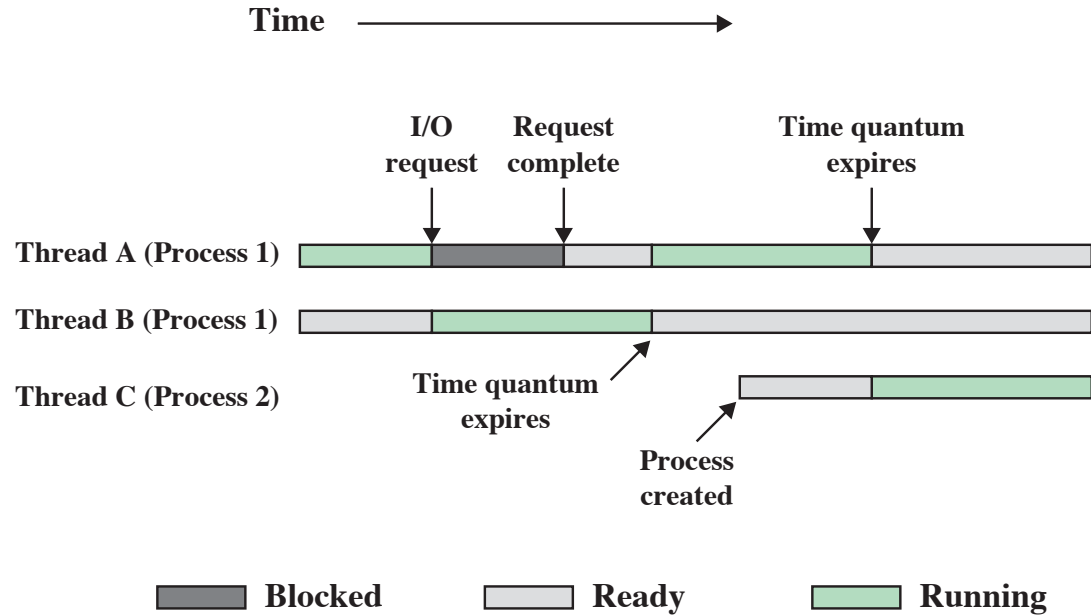 Time
I/O
request
Request
complete
Time quantum
expires
Thread A (Process 1)
Thread B (Process 1)
Thread C (Process 2)
Time quantum
expires
Process
created
Blocked
Ready
Running